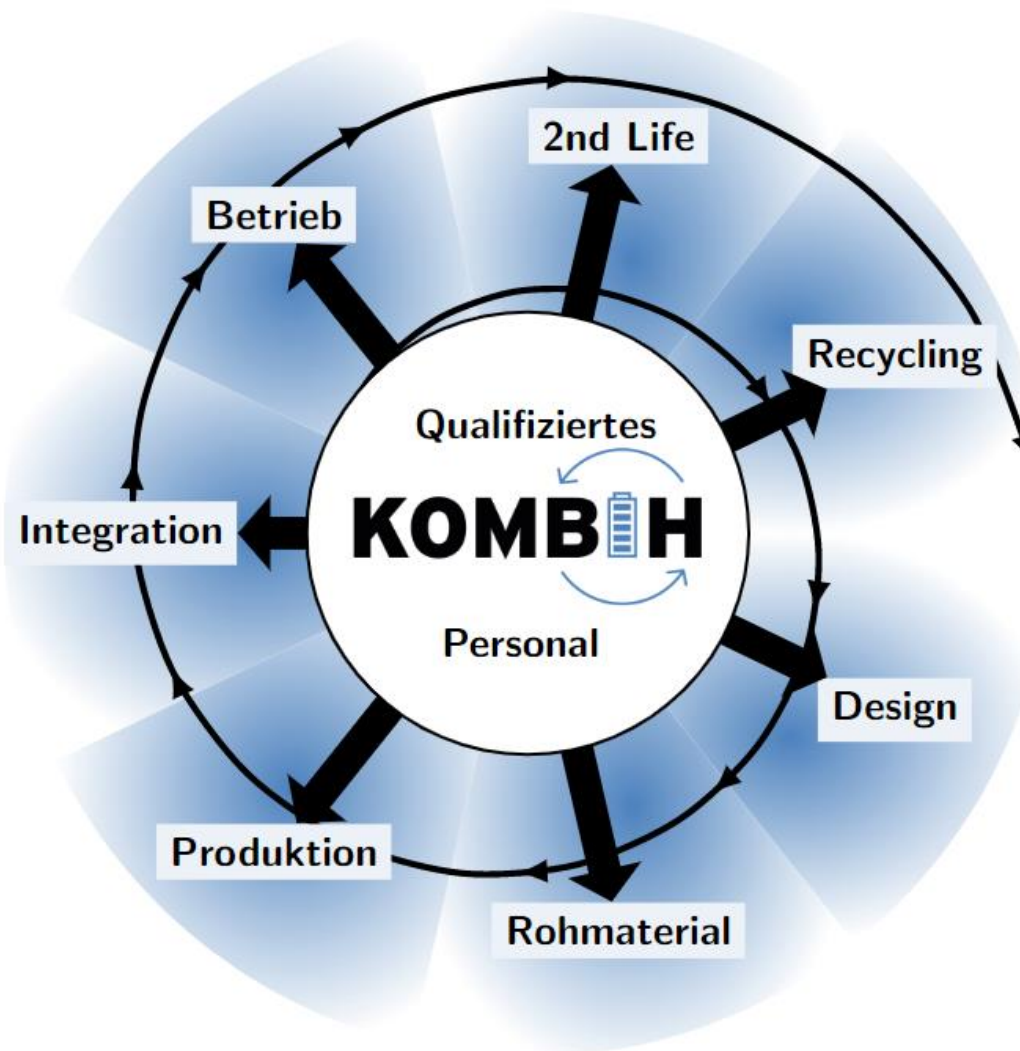 2nd Life
Betrieb
Recycling
Qualifiziertes
KOMBIH
Personal
Integration
Design
Produktion
Rohmaterial